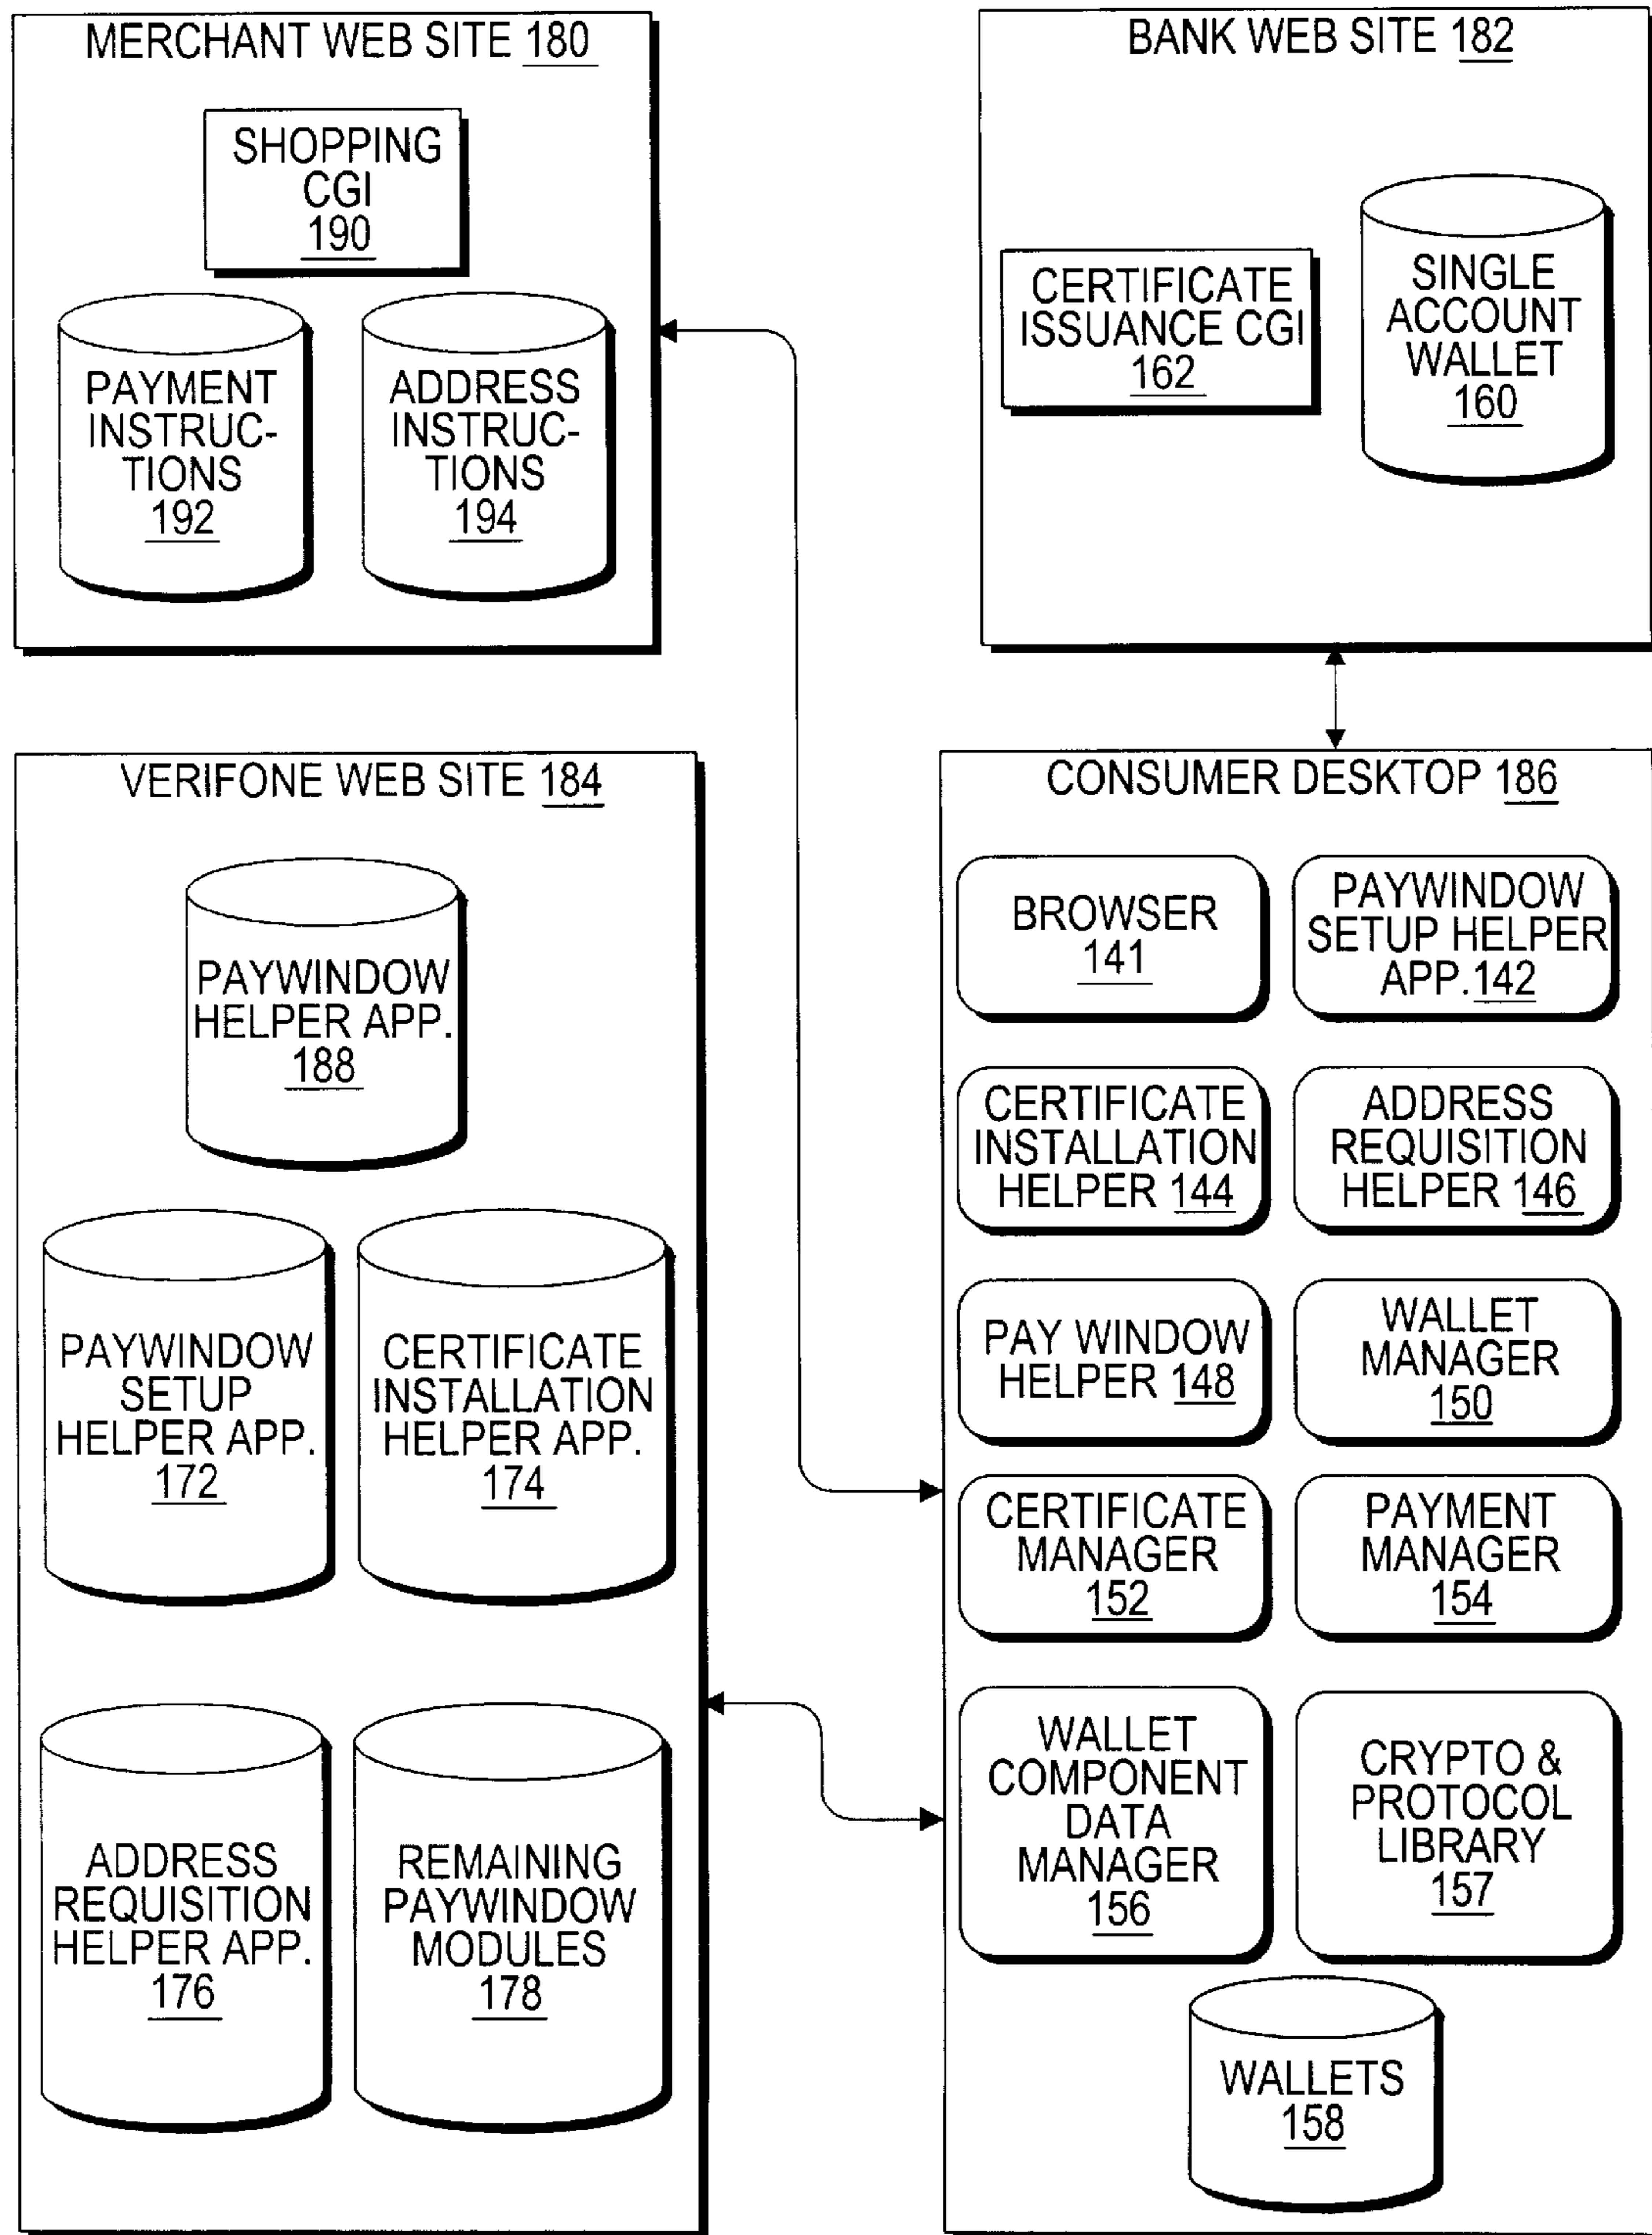 MERCHANT WEB SITE 180
SHOPPING
CGI
190
PAYMENT
INSTRUC-
TIONS
192
ADDRESS
INSTRUC-
TIONS
194
BANK WEB SITE 182
CERTIFICATE
ISSUANCE CGI
162
SINGLE
ACCOUNT
WALLET
160
VERIFONE WEB SITE 184
PAYWINDOW
HELPER APP.
188
PAYWINDOW
SETUP
HELPER APP.
172
CERTIFICATE
INSTALLATION
HELPER APP.
174
ADDRESS
REQUISITION
HELPER APP.
176
REMAINING
PAYWINDOW
MODULES
178
CONSUMER DESKTOP 186
BROWSER
141
PAYWINDOW
SETUP HELPER
APP.142
CERTIFICATE
INSTALLATION
HELPER 144
ADDRESS
REQUISITION
HELPER 146
PAY WINDOW
HELPER 148
WALLET
MANAGER
150
CERTIFICATE
MANAGER
152
PAYMENT
MANAGER
154
WALLET
COMPONENT
DATA
MANAGER
156
CRYPTO &
PROTOCOL
LIBRARY
157
WALLETS
158